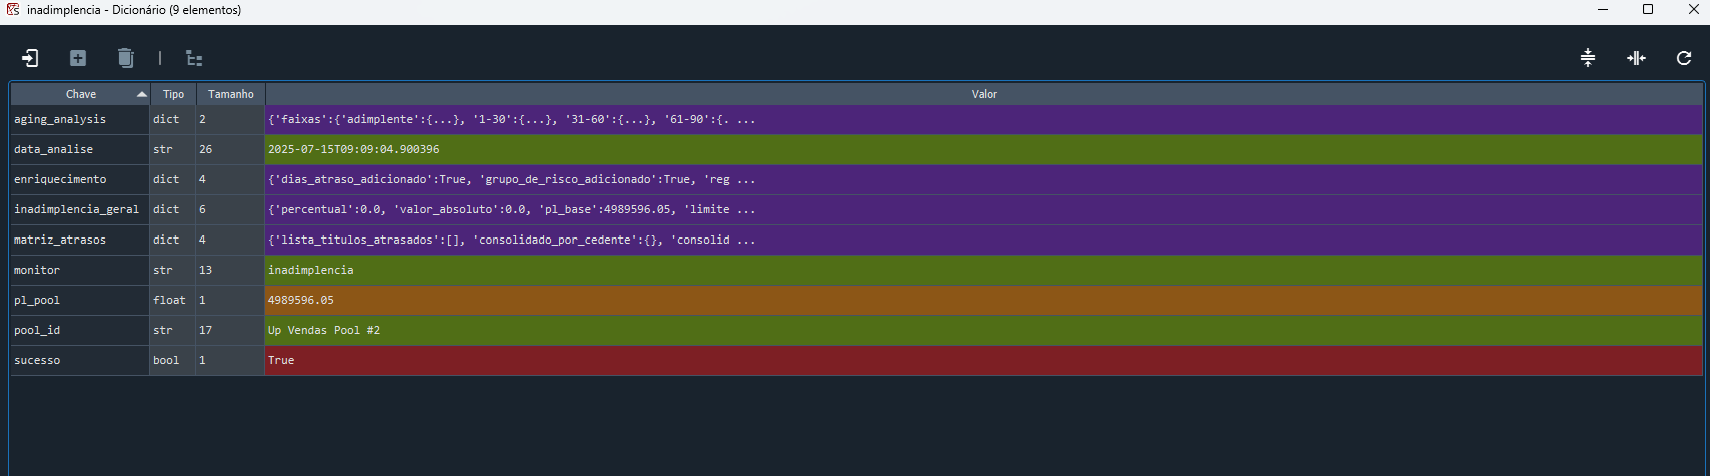 inadimplencia - Dicionário (9 elementos)
Chave Tipo Tamanho Valor
aging_analysis dict 2 {'faixas':{'adimplente':{...}, '1-30':{...}, '31-60':{...}, '61-90':{. ...
data_analise str 26 2025-07-15T09:09:04.900396
enriquecimento dict 4 {'dias_atraso_adicionado':True, 'grupo_de_risco_adicionado':True, 'reg ...
inadimplencia_geral dict 6 {'percentual':0.0, 'valor_absoluto':0.0, 'pl_base':4989596.05, 'limite ...
matriz_atrasos dict 4 {'lista_titulos_atrasados':[], 'consolidado_por_cedente':{}, 'consolid ...
monitor str 13 inadimplencia
pl_pool float 1 4989596.05
pool_id str 17 Up Vendas Pool #2
sucesso bool 1 True